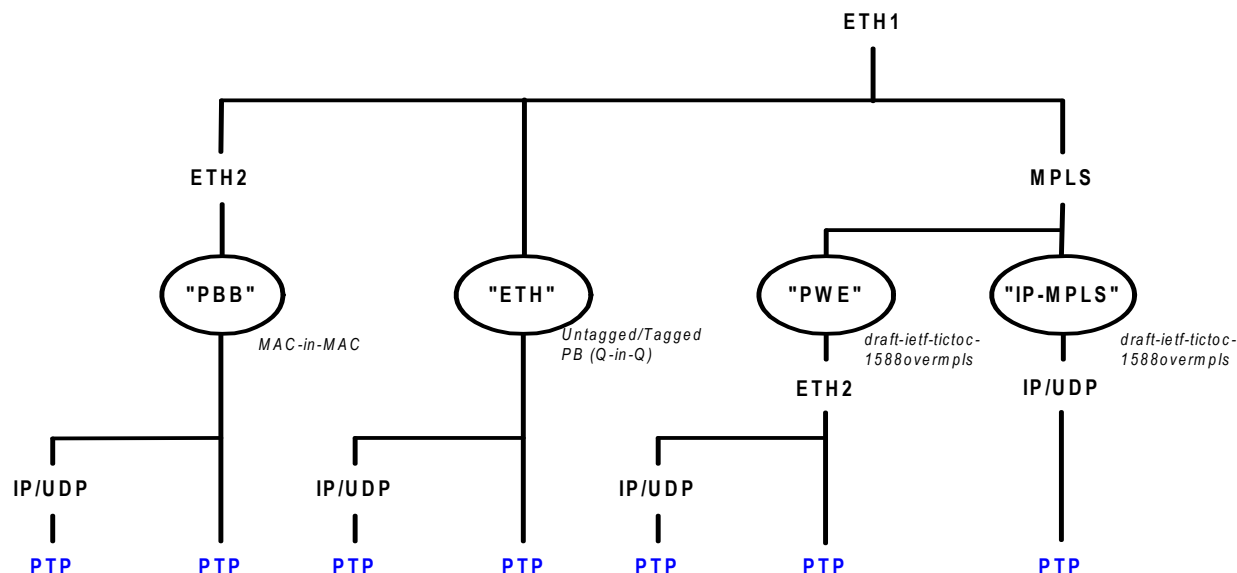 ETH1
ETH2
MPLS
"PBB"
"ETH"
"PWE"
"IP-MPLS"
MAC-in-MAC
Untagged/Tagged
PB (Q-in-Q)
draft-ietf-tictoc-
1588overmpls
draft-ietf-tictoc-
1588overmpls
ETH2
IP/UDP
IP/UDP
IP/UDP
IP/UDP
PTP
PTP
PTP
PTP
PTP
PTP
PTP